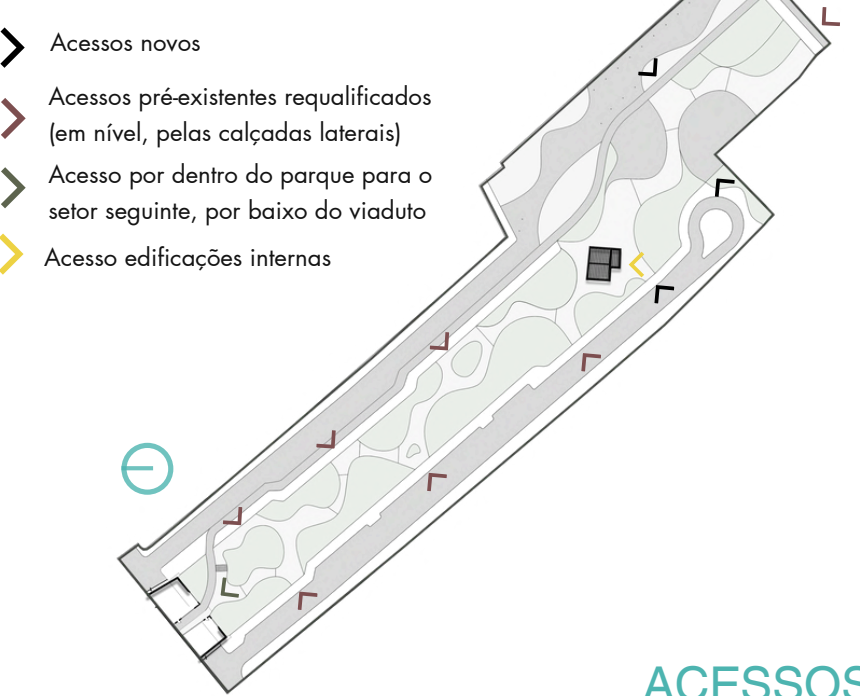 Acessos novos
Acessos pré-existentes requalificados
(em nível, pelas calçadas laterais)
Acesso por dentro do parque para o
setor seguinte, por baixo do viaduto
Acesso edificações internas
ACESSOS